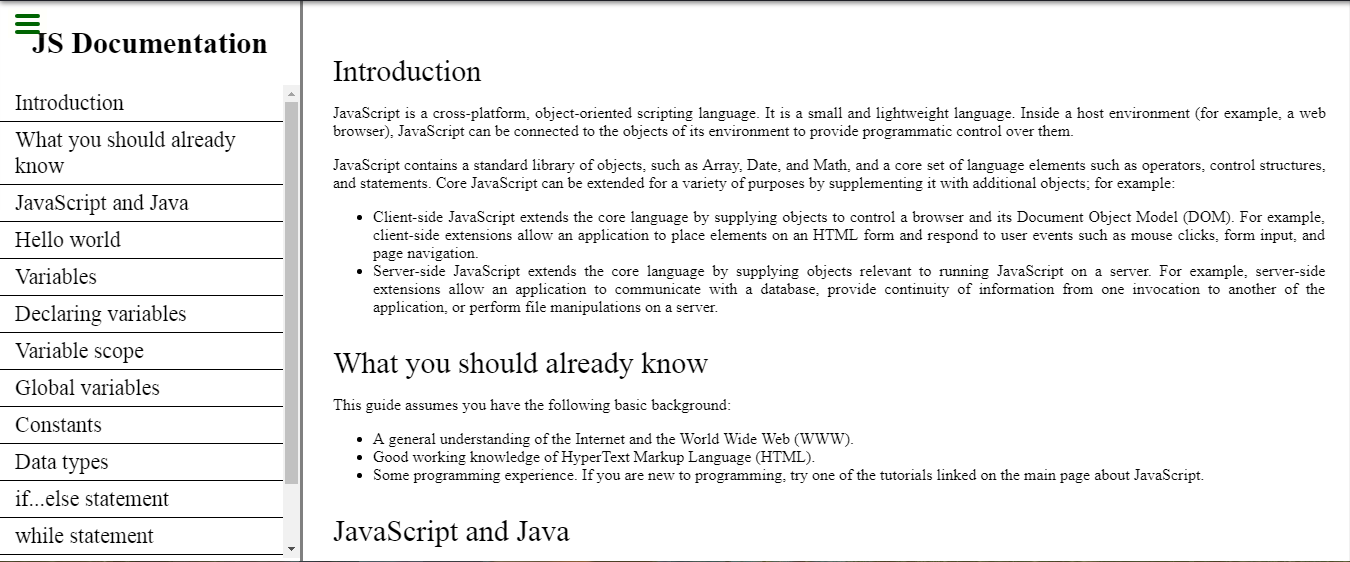 JS Documentation
Introduction
What you should already
know
JavaScript and Java
Hello world
Variables
Declaring variables
Variable scope
Global variables
Constants
Data types
if...else statement
while statement
Introduction
JavaScript is a cross-platform, object-oriented scripting language. It is a small and lightweight language. Inside a host environment (for example, a web
browser), JavaScript can be connected to the objects of its environment to provide programmatic control over them.
JavaScript contains a standard library of objects, such as Array, Date, and Math, and a core set of language elements such as operators, control structures,
and statements. Core JavaScript can be extended for a variety of purposes by supplementing it with additional objects; for example:
• Client-side JavaScript extends the core language by supplying objects to control a browser and its Document Object Model (DOM). For example,
client-side extensions allow an application to place elements on an HTML form and respond to user events such as mouse clicks, form input, and
page navigation.
• Server-side JavaScript extends the core language by supplying objects relevant to running JavaScript on a server. For example, server-side
extensions allow an application to communicate with a database, provide continuity of information from one invocation to another of the
application, or perform file manipulations on a server.
What you should already know
This guide assumes you have the following basic background:
• A general understanding of the Internet and the World Wide Web (WWW).
• Good working knowledge of HyperText Markup Language (HTML).
• Some programming experience. If you are new to programming, try one of the tutorials linked on the main page about JavaScript.
JavaScript and Java